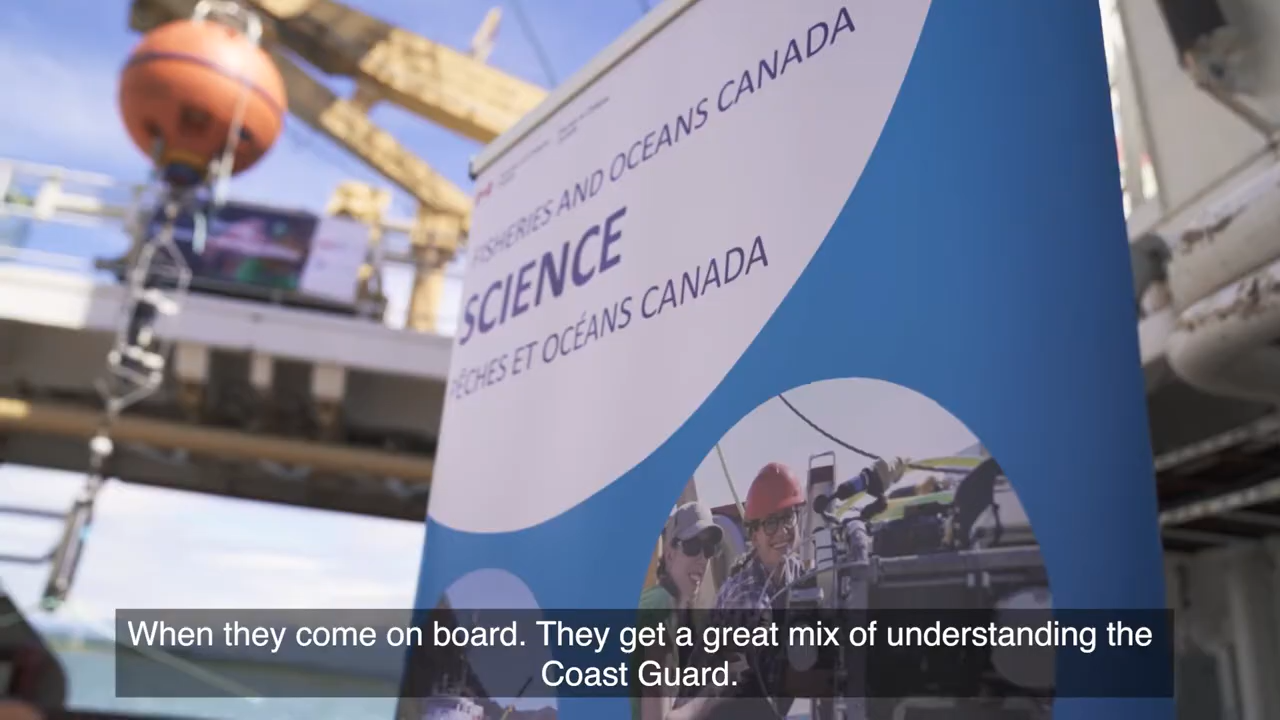 FISHERIES AND OCEANS CANADA
SCIENCE
PÊCHES ET OCÉANS CANADA
When they come on board. They get a great mix of understanding the
Coast Guard.